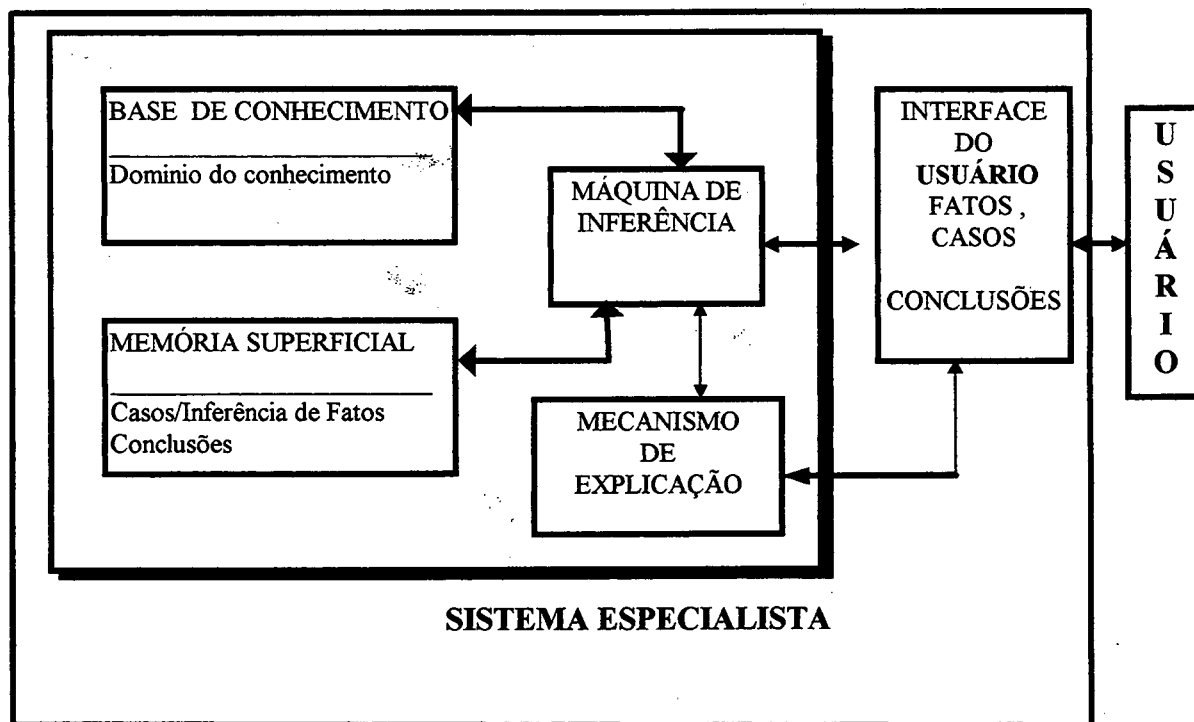 BASE DE CONHECIMENTO
Dominio do conhecimento
MEMÓRIA SUPERFICIAL
Casos/Inferência de Fatos
Conclusões
MÁQUINA DE
INFERÊNCIA
MECANISMO
DE
EXPLICAÇÃO
INTERFACE
DO
USUÁRIO
FATOS ,
CASOS
CONCLUSÕES
U
S
U
Á
R
I
O
SISTEMA ESPECIALISTA